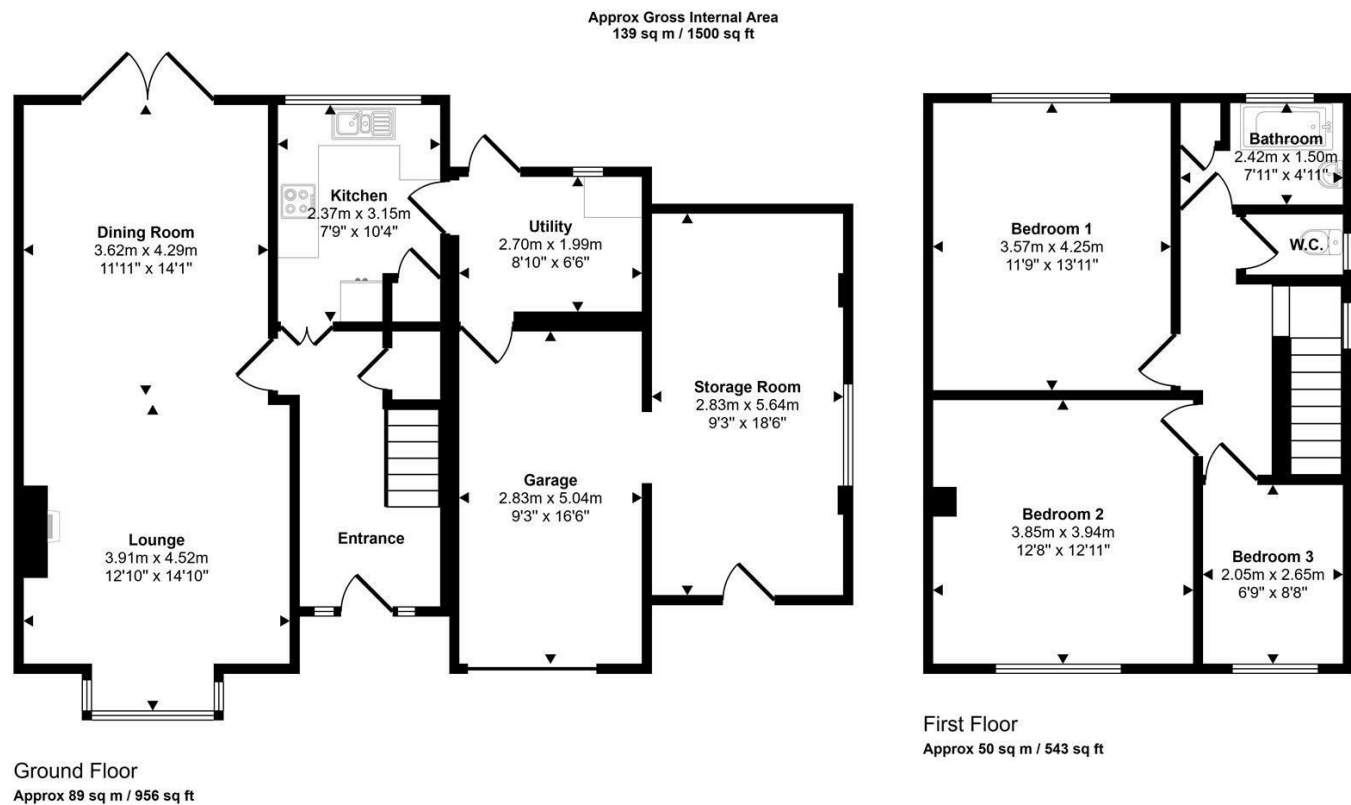 Approx Gross Internal Area
139 sq m / 1500 sq ft
Dining Room
3.62m x 4.29m
11'11" x 14'1"
Kitchen
2.37m x 3.15m
7'9" x 10'4"
Utility
2.70m x 1.99m
8'10" x 6'6"
Storage Room
2.83m x 5.64m
9'3" x 18'6"
Garage
2.83m x 5.04m
9'3" x 16'6"
Lounge
3.91m x 4.52m
12'10" x 14'10"
Entrance
Ground Floor
Approx 89 sq m / 956 sq ft
Bedroom 1
3.57m x 4.25m
11'9" x 13'11"
Bathroom
2.42m x 1.50m
7'11" x 4'11"
W.C.
Bedroom 2
3.85m x 3.94m
12'8" x 12'11"
Bedroom 3
2.05m x 2.65m
6'9" x 8'8"
First Floor
Approx 50 sq m / 543 sq ft